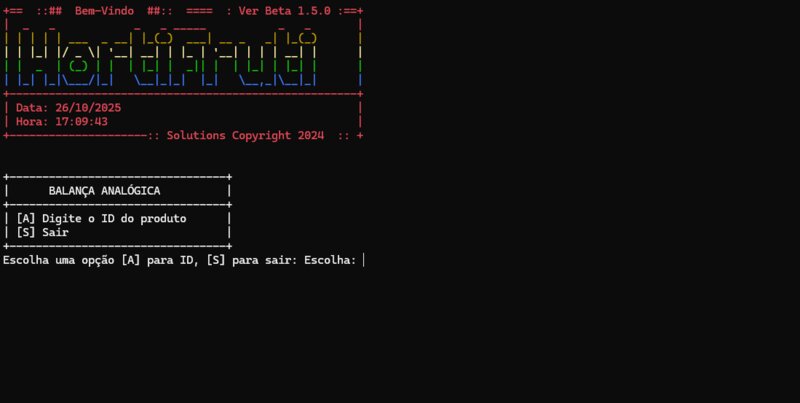 +==  ::##  Bem-Vindo  ##::  ====  : Ver Beta 1.5.0 :==+
HortiFruti
| Data: 26/10/2025 |
| Hora: 17:09:43 |
+---------------------:: Solutions Copyright 2024  :: +
BALANÇA ANALÓGICA
| [A] Digite o ID do produto |
| [S] Sair |
Escolha uma opção [A] para ID, [S] para sair: Escolha: